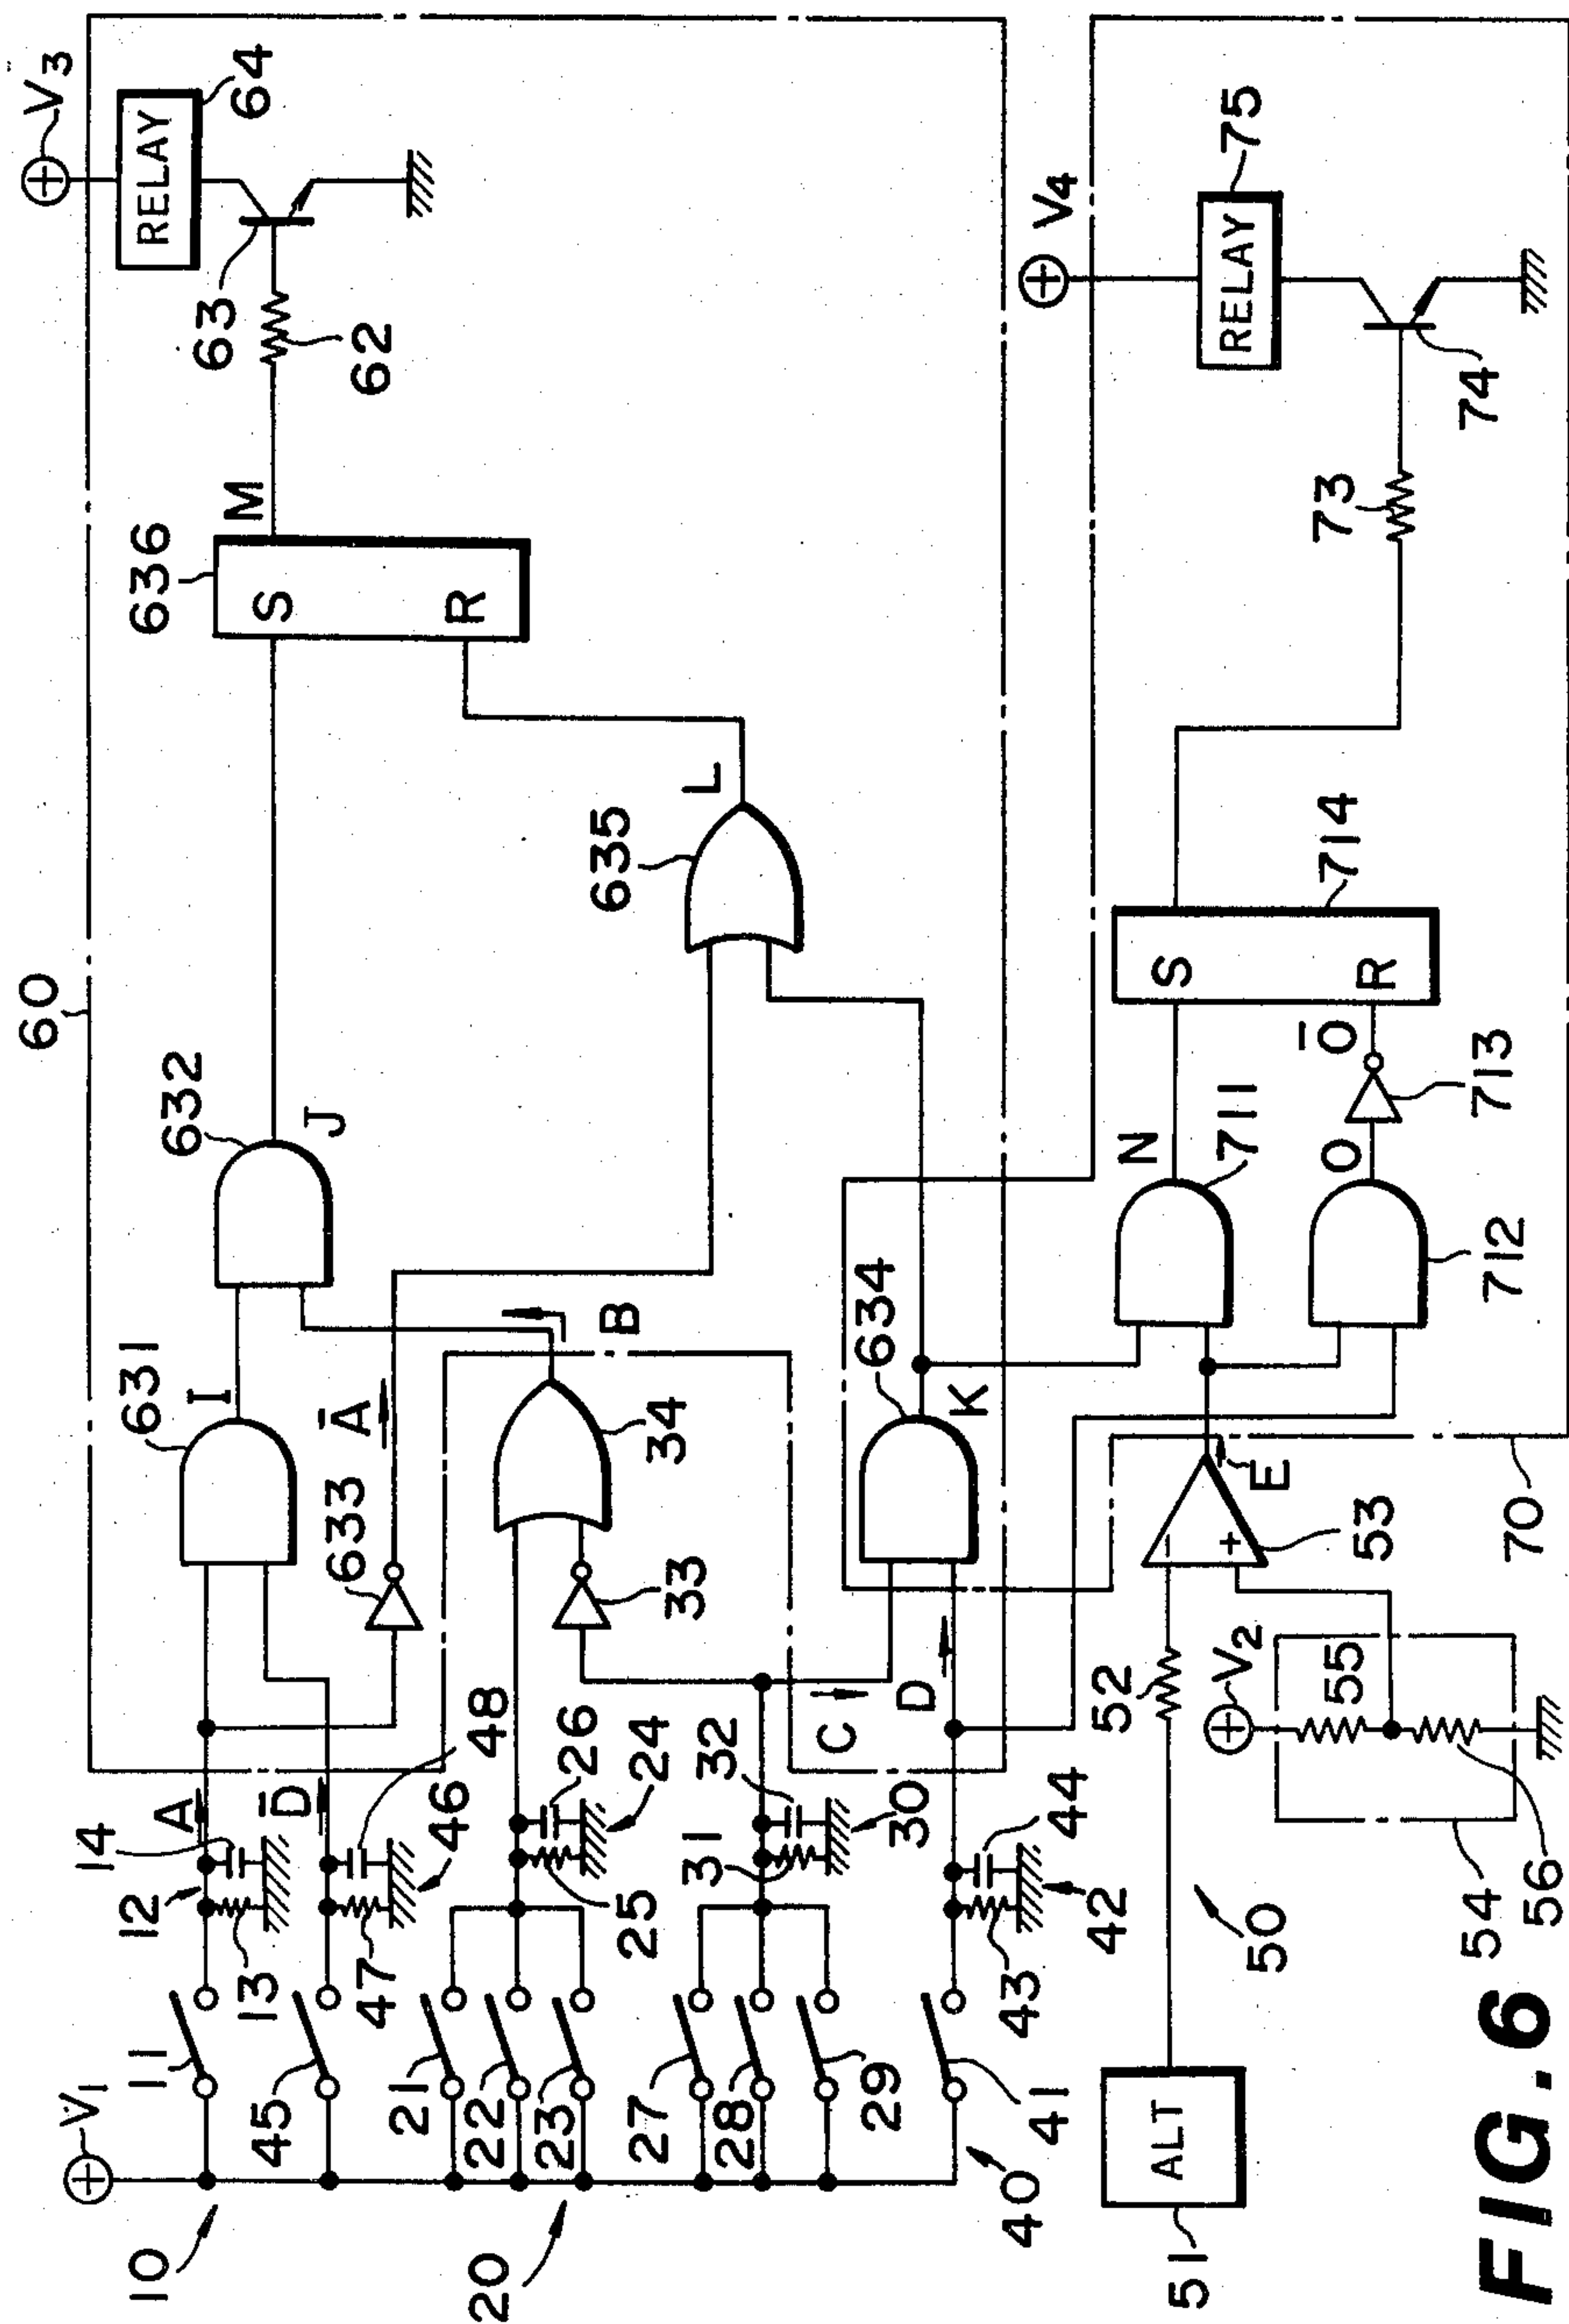 60
V3
RELAY
64
63
62
M
636
S
R
632
J
L
635
631
I
Ā
B
633
34
33
634
K
14
A
D̄
48
12
13
47
46
26
24
25
C
32
31
30
D
44
43
42
V1
11
45
21
22
23
27
28
29
41
10
20
40
V4
RELAY
75
74
73
714
S
R
N
Ō
711
O
713
712
E
53
−
+
70
52
V2
55
50
54
56
ALT
51
FIG. 6